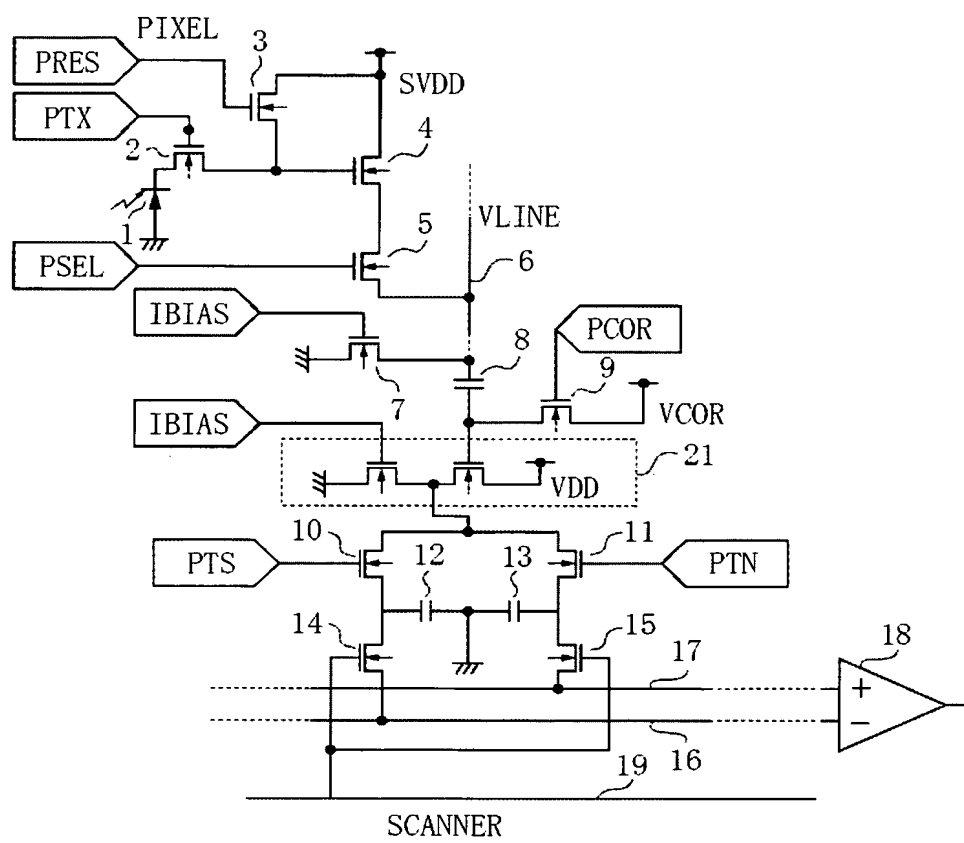 PIXEL
PRES
3
SVDD
PTX
2
4
1
VLINE
5
PSEL
6
IBIAS
PCOR
8
9
7
VCOR
IBIAS
21
VDD
10
11
PTS
12
13
PTN
14
15
17
18
+
−
16
19
SCANNER